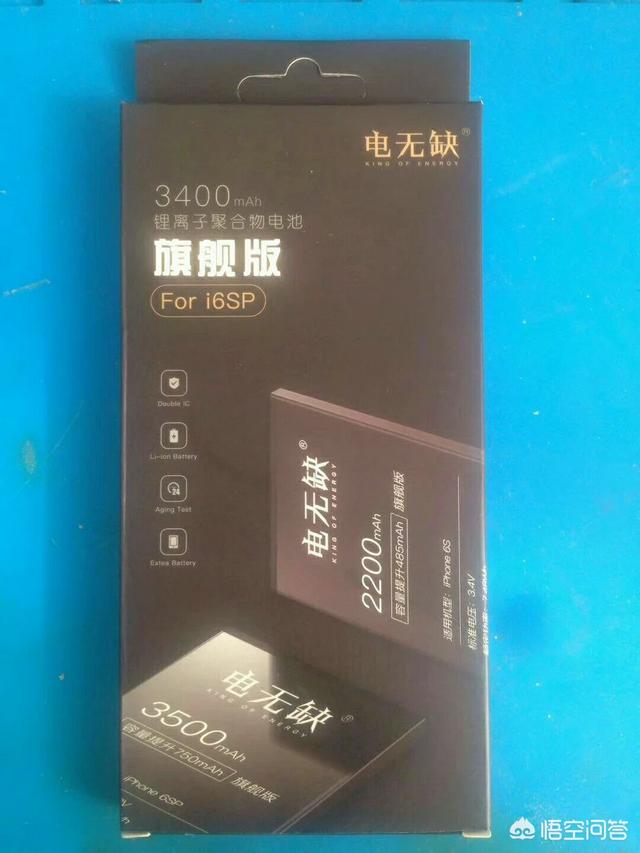 电无缺®
KING OF ENERGY
3400mAh
锂离子聚合物电池
旗舰版
For i6SP
Double IC
Li-ion Battery
24
Aging Test
Extea Battery
电无缺®
KING OF ENERGY
2200mAh
容量提升485mAh 旗舰版
适用机型：iPhone 6S
标准电压：3.4V
电无缺®
KING OF ENERGY
3500mAh
容量提升750mAh 旗舰版
iPhone 6SP
悟空问答